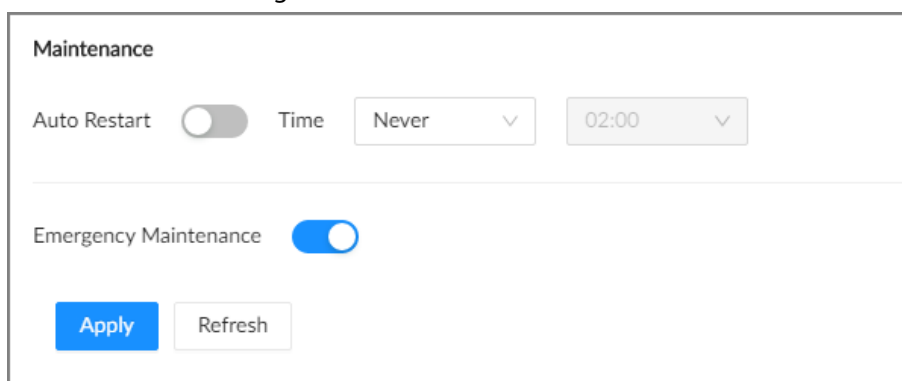 Maintenance
Auto Restart Time Never 02:00
Emergency Maintenance
Apply Refresh